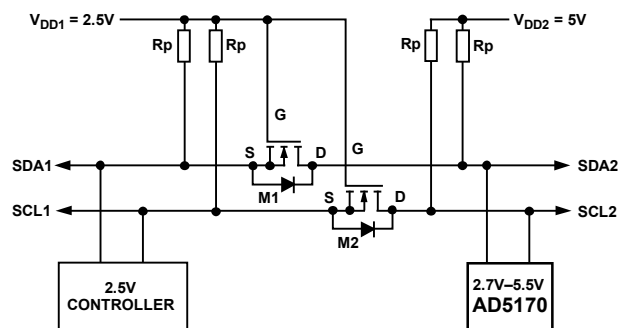 VDD1 = 2.5V
VDD2 = 5V
Rp Rp Rp Rp
G
G
S D
SDA1 SDA2
M1
S D
SCL1 SCL2
M2
2.5V
CONTROLLER
2.7V–5.5V
AD5170